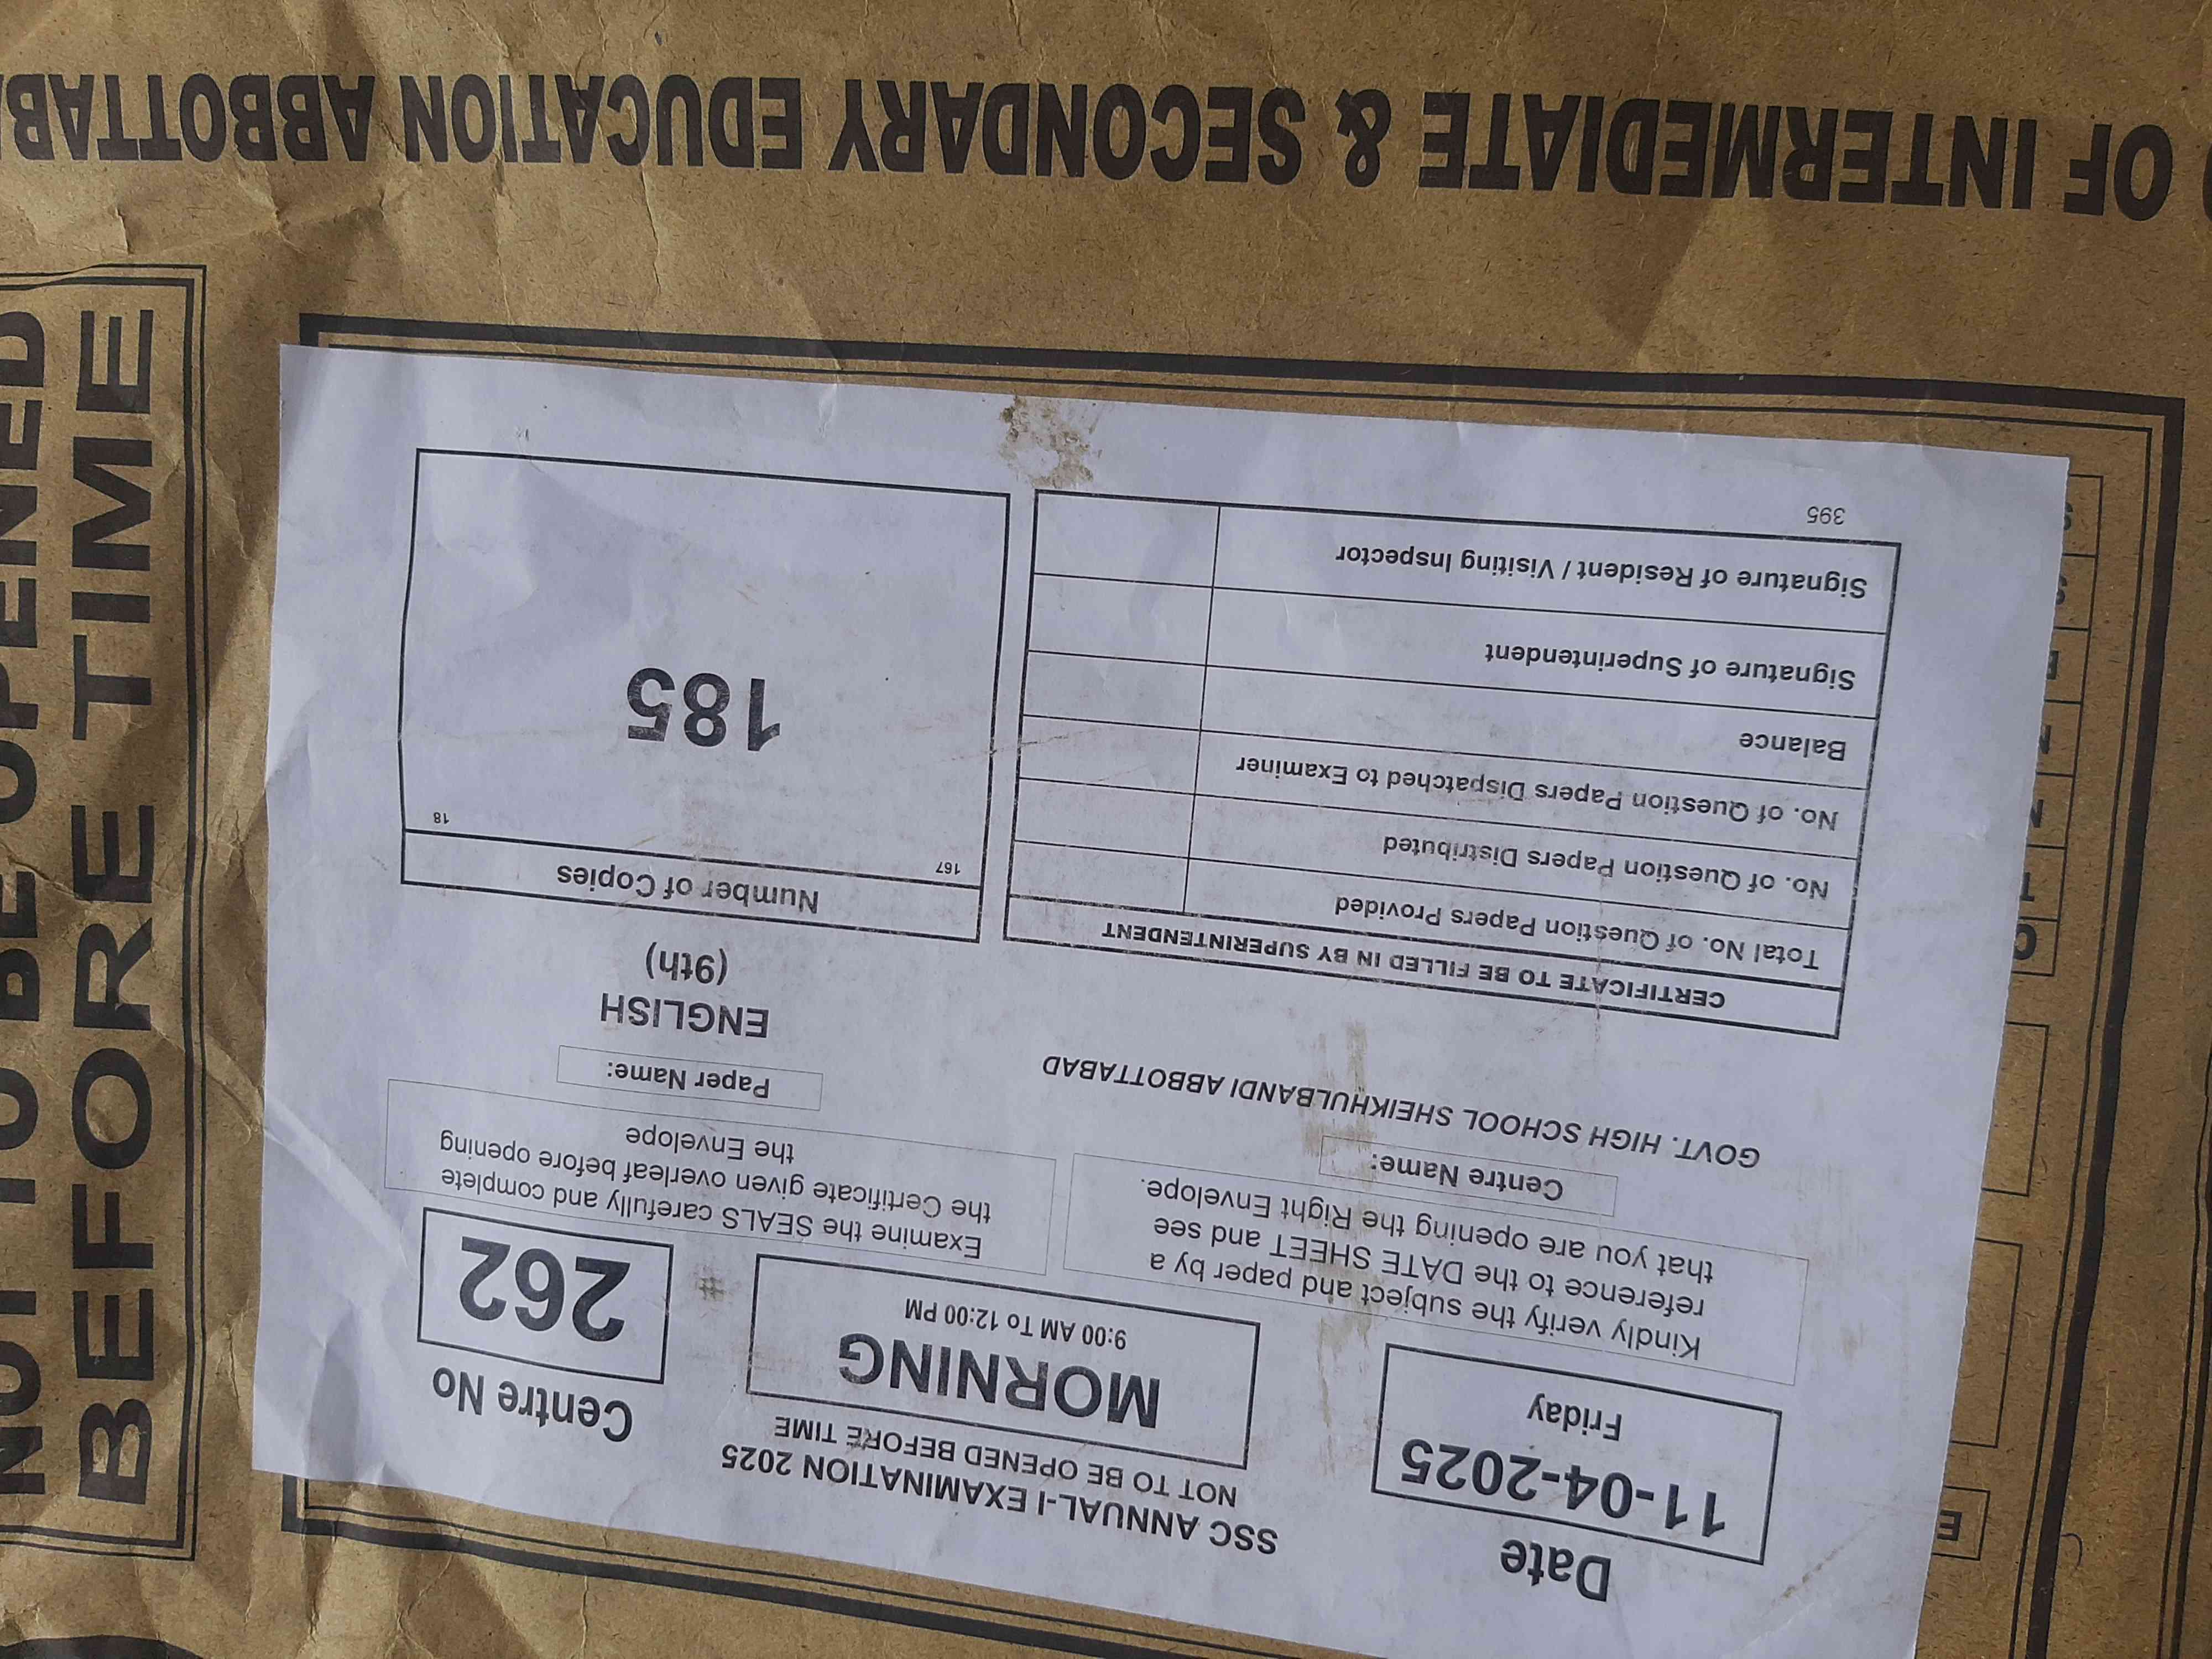 Date
11-04-2025
Friday
SSC ANNUAL-I EXAMINATION 2025
NOT TO BE OPENED BEFORE TIME
MORNING
9:00 AM To 12:00 PM
Centre No
262
Kindly verify the subject and paper by a
reference to the DATE SHEET and see
that you are opening the Right Envelope.
Examine the SEALS carefully and complete
the Certificate given overleaf before opening
the Envelope
Centre Name:
GOVT. HIGH SCHOOL SHEIKHULBANDI ABBOTTABAD
Paper Name:
ENGLISH
(9th)
CERTIFICATE TO BE FILLED IN BY SUPERINTENDENT
Total No. of Question Papers Provided
No. of Question Papers Distributed
No. of Question Papers Dispatched to Examiner
Balance
Signature of Superintendent
Signature of Resident / Visiting Inspector
395
Number of Copies
167
18
185
NOT TO BE OPENED
BEFORE TIME
OF INTERMEDIATE & SECONDARY EDUCATION